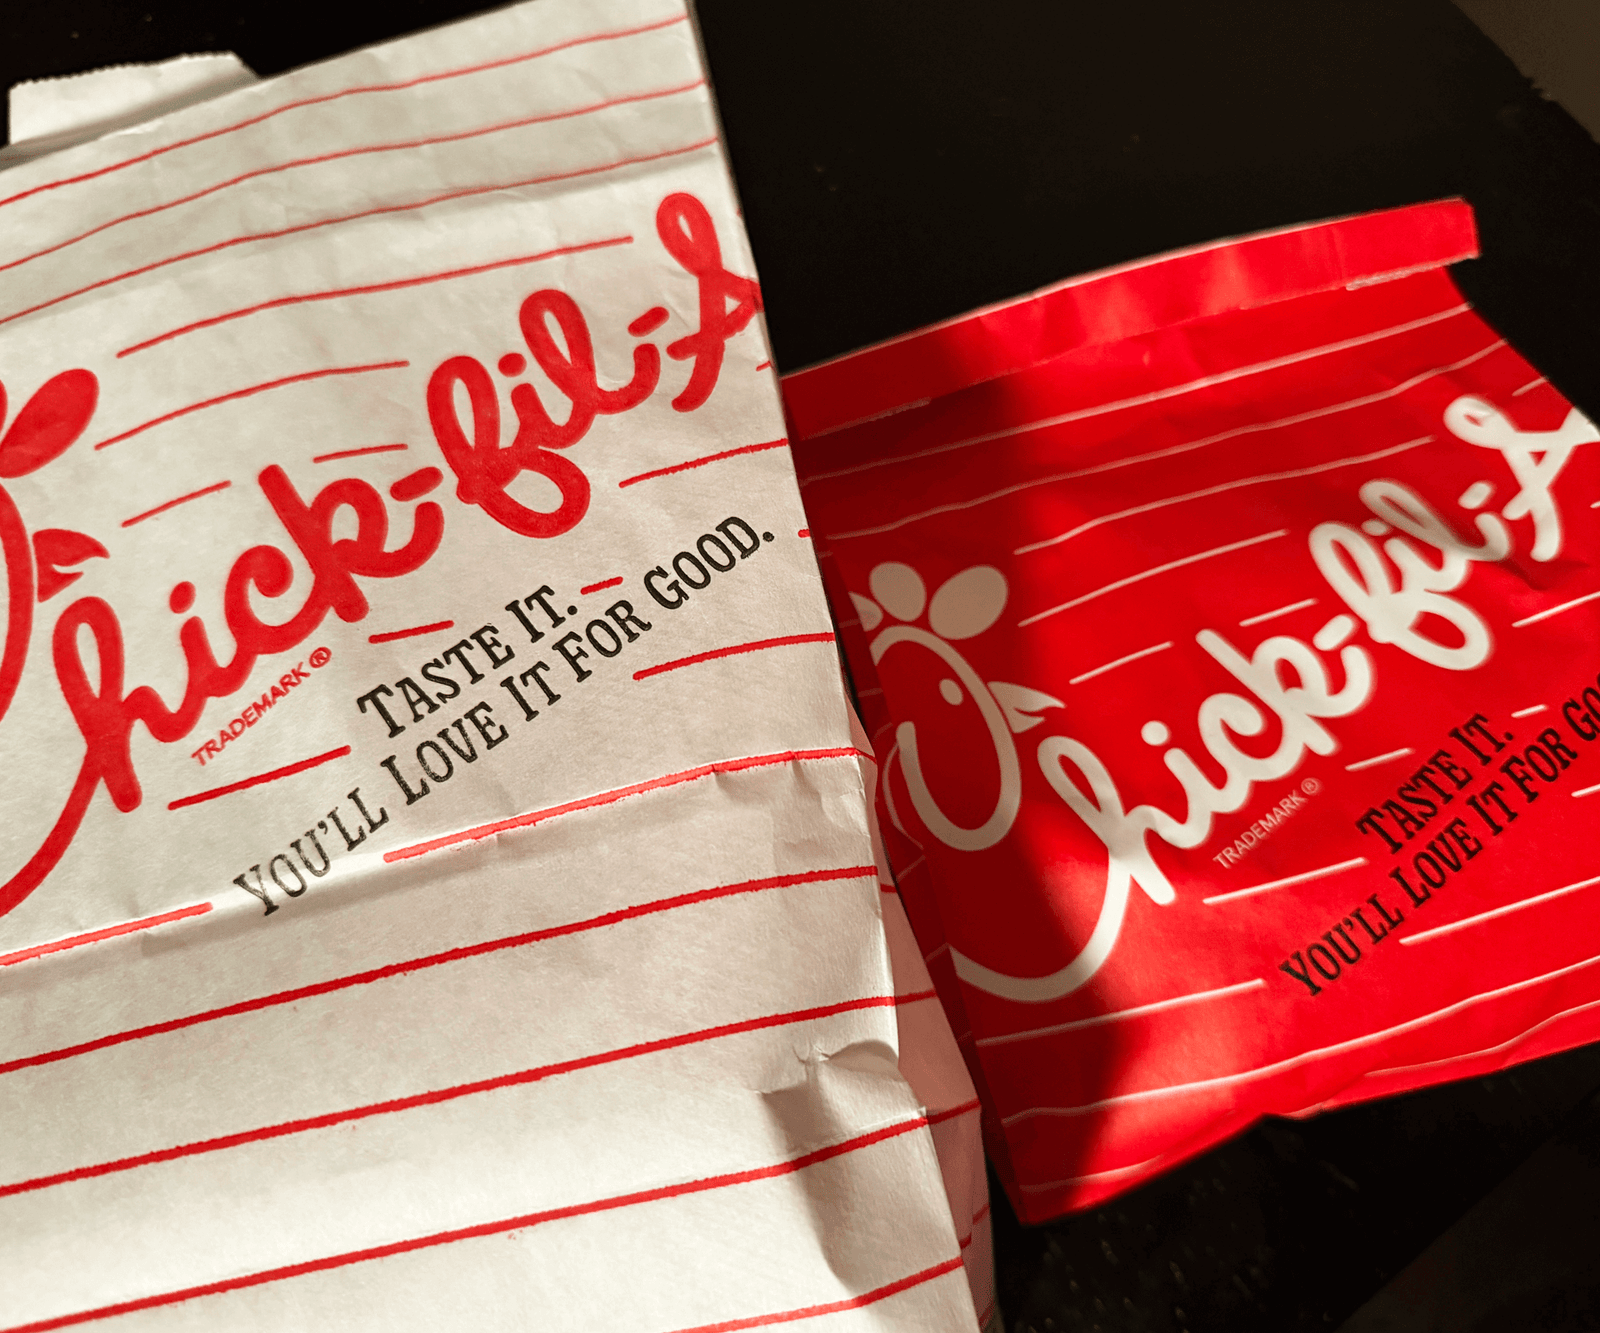 Chick-fil-A
TRADEMARK ®
TASTE IT.
YOU'LL LOVE IT FOR GOOD.
Chick-fil-A
TRADEMARK ®
TASTE IT.
YOU'LL LOVE IT FOR